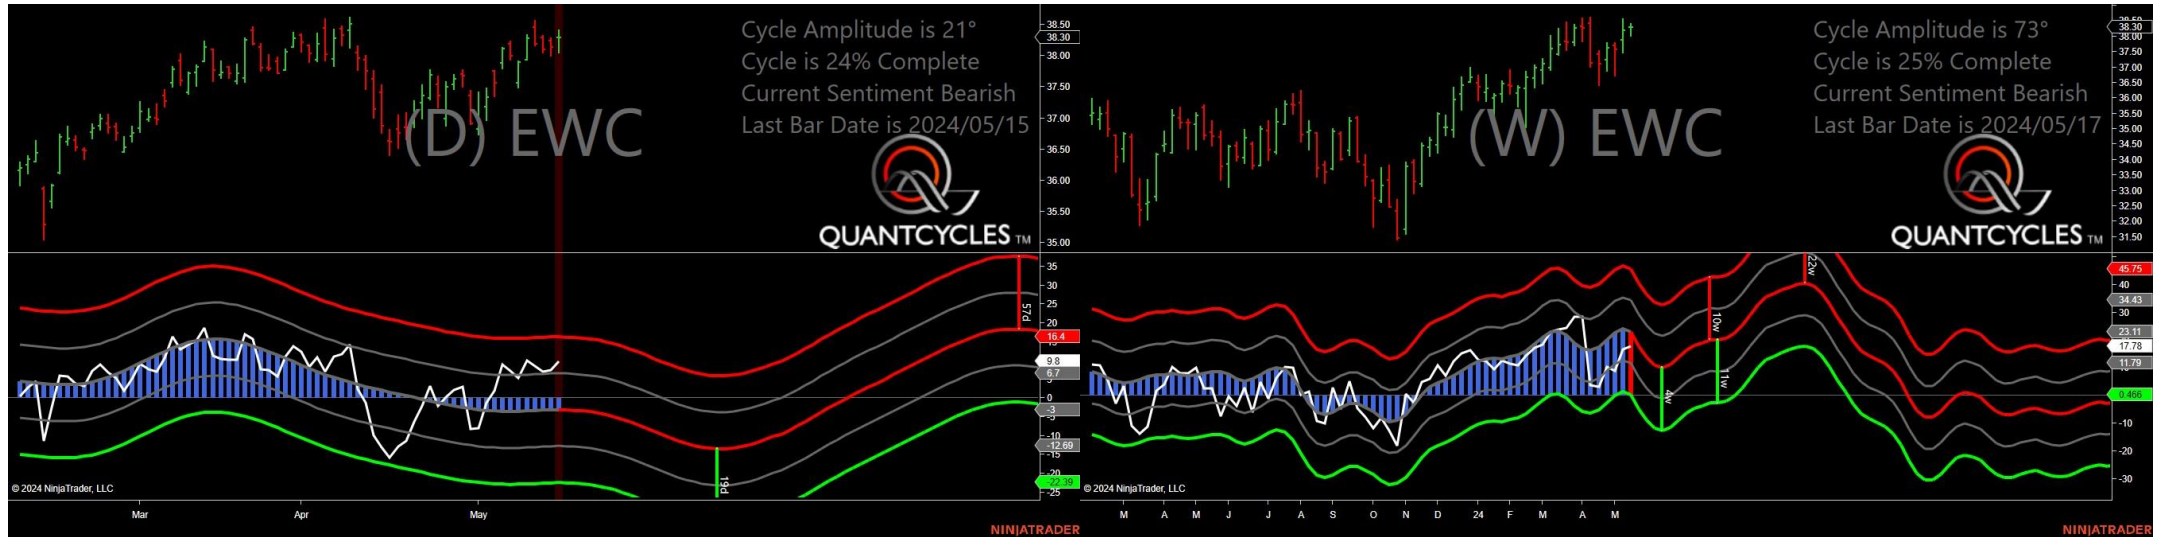 Cycle Amplitude is 21°
Cycle is 24% Complete
Current Sentiment Bearish
Last Bar Date is 2024/05/15
(D) EWC
QUANTCYCLES TM
38.50
38.30
38.00
37.50
37.00
36.50
36.00
35.50
35.00
35
30
25
20
16.4
9.8
6.7
5
0
-3
-5
-10
-12.69
-15
-20
-22.39
-25
57d
19d
© 2024 NinjaTrader, LLC
Mar Apr May
NINJATRADER
Cycle Amplitude is 73°
Cycle is 25% Complete
Current Sentiment Bearish
Last Bar Date is 2024/05/17
(W) EWC
QUANTCYCLES TM
38.50
38.30
38.00
37.50
37.00
36.50
36.00
35.50
35.00
34.50
34.00
33.50
33.00
32.50
32.00
31.50
45.75
40
34.43
30
23.11
17.78
11.79
0.466
-10
-20
-30
4w
10w
11w
22w
© 2024 NinjaTrader, LLC
M A M J J A S O N D 24 F M A M
NINJATRADER